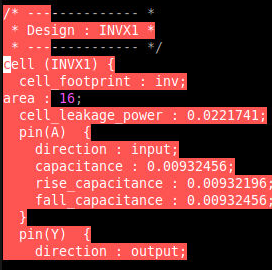 /* --------------- *
 * Design : INVX1 *
 * --------------- */
cell (INVX1) {
  cell_footprint : inv;
area : 16;
  cell_leakage_power : 0.0221741;
  pin(A)  {
    direction : input;
    capacitance : 0.00932456;
    rise_capacitance : 0.00932196;
    fall_capacitance : 0.00932456;
  }
  pin(Y)  {
    direction : output;